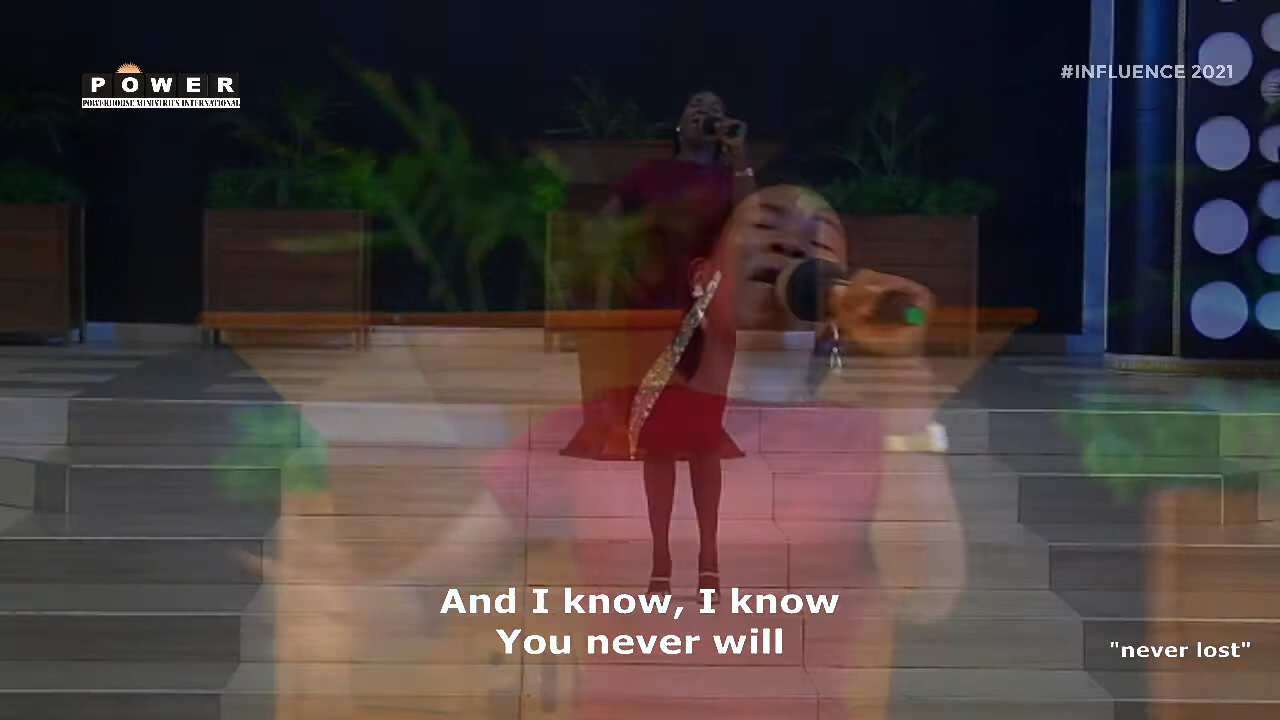 POWER
POWERHOUSE MINISTRIES INTERNATIONAL
#INFLUENCE 2021
And I know, I know
You never will
"never lost"